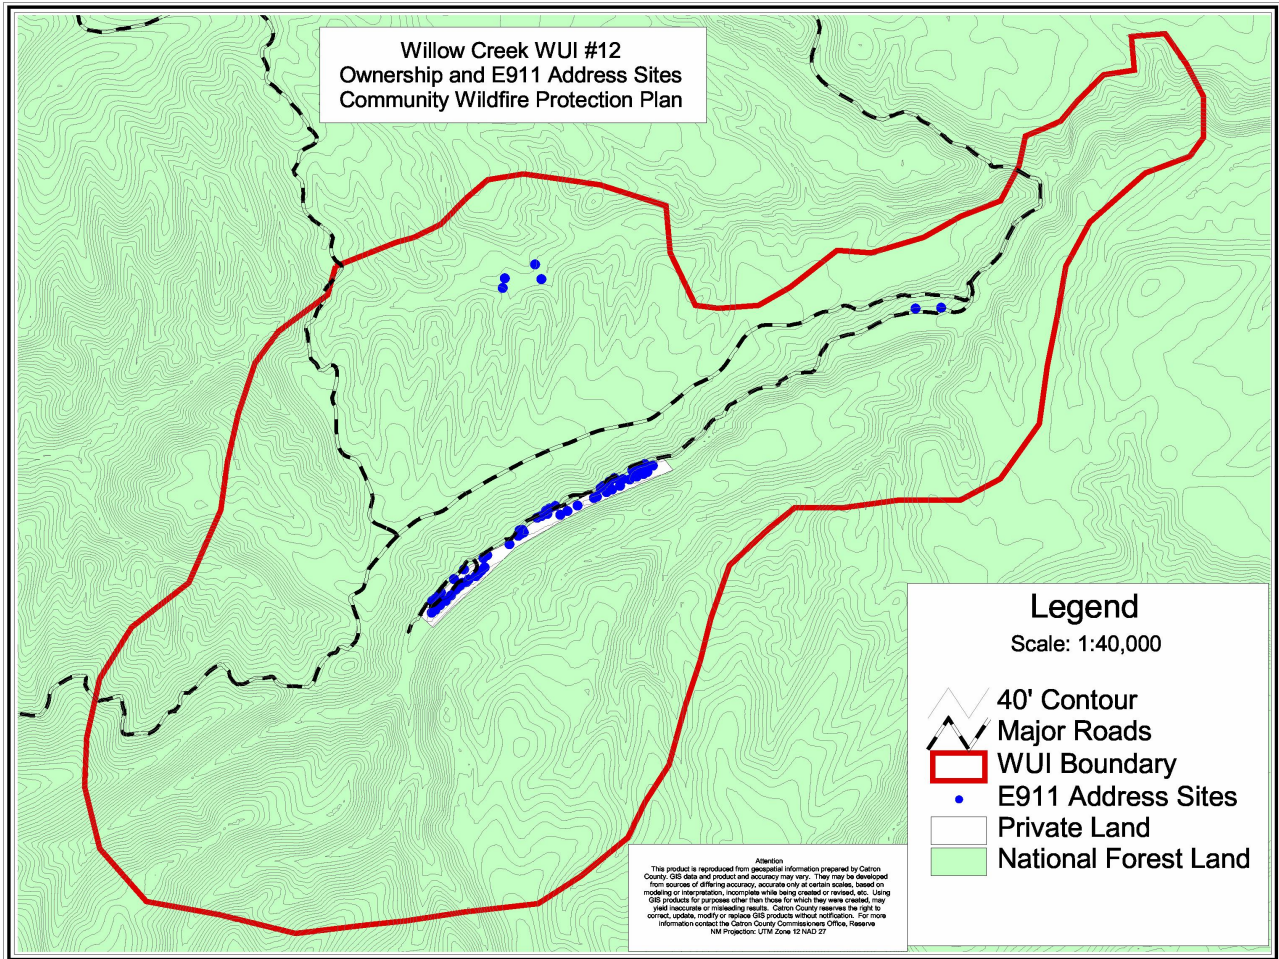 Willow Creek WUI #12
Ownership and E911 Address Sites
Community Wildfire Protection Plan
Legend
Scale: 1:40,000
40' Contour
Major Roads
WUI Boundary
E911 Address Sites
Private Land
National Forest Land
Attention
This product is reproduced from geospatial information prepared by Catron
County. GIS data and product and accuracy may vary. They may be developed
from sources of differing accuracy, accurate only at certain scales, based on
modeling or interpretation, incomplete while being created or revised, etc. Using
GIS products for purposes other than those for which they were created, may
yield inaccurate or misleading results. Catron County reserves the right to
correct, update, modify or replace GIS products without notification. For more
information contact the Catron County Commissioners Office, Reserve
NM Projection: UTM Zone 12 NAD 27